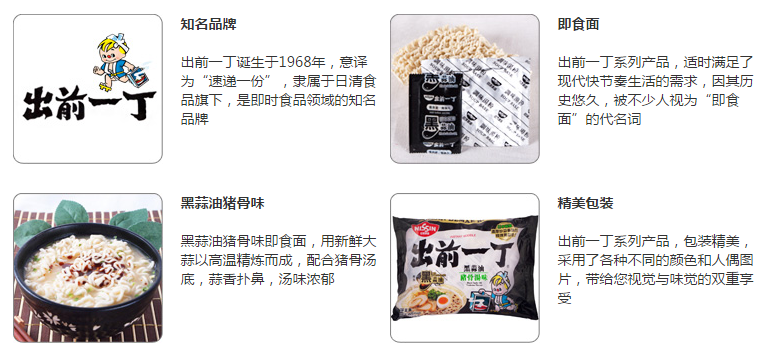 出前一丁
知名品牌
出前一丁诞生于1968年，意译
为“速递一份”，隶属于日清食
品旗下，是即时食品领域的知名
品牌
即食面
出前一丁系列产品，适时满足了
现代快节奏生活的需求，因其历
史悠久，被不少人视为“即食
面”的代名词
黑蒜油
黑
黑蒜油猪骨味
黑蒜油猪骨味即食面，用新鲜大
蒜以高温精炼而成，配合猪骨汤
底，蒜香扑鼻，汤味浓郁
NISSIN
出前一丁
黑蒜油
猪骨湯味
精美包装
出前一丁系列产品，包装精美，
采用了各种不同的颜色和人偶图
片，带给您视觉与味觉的双重享
受